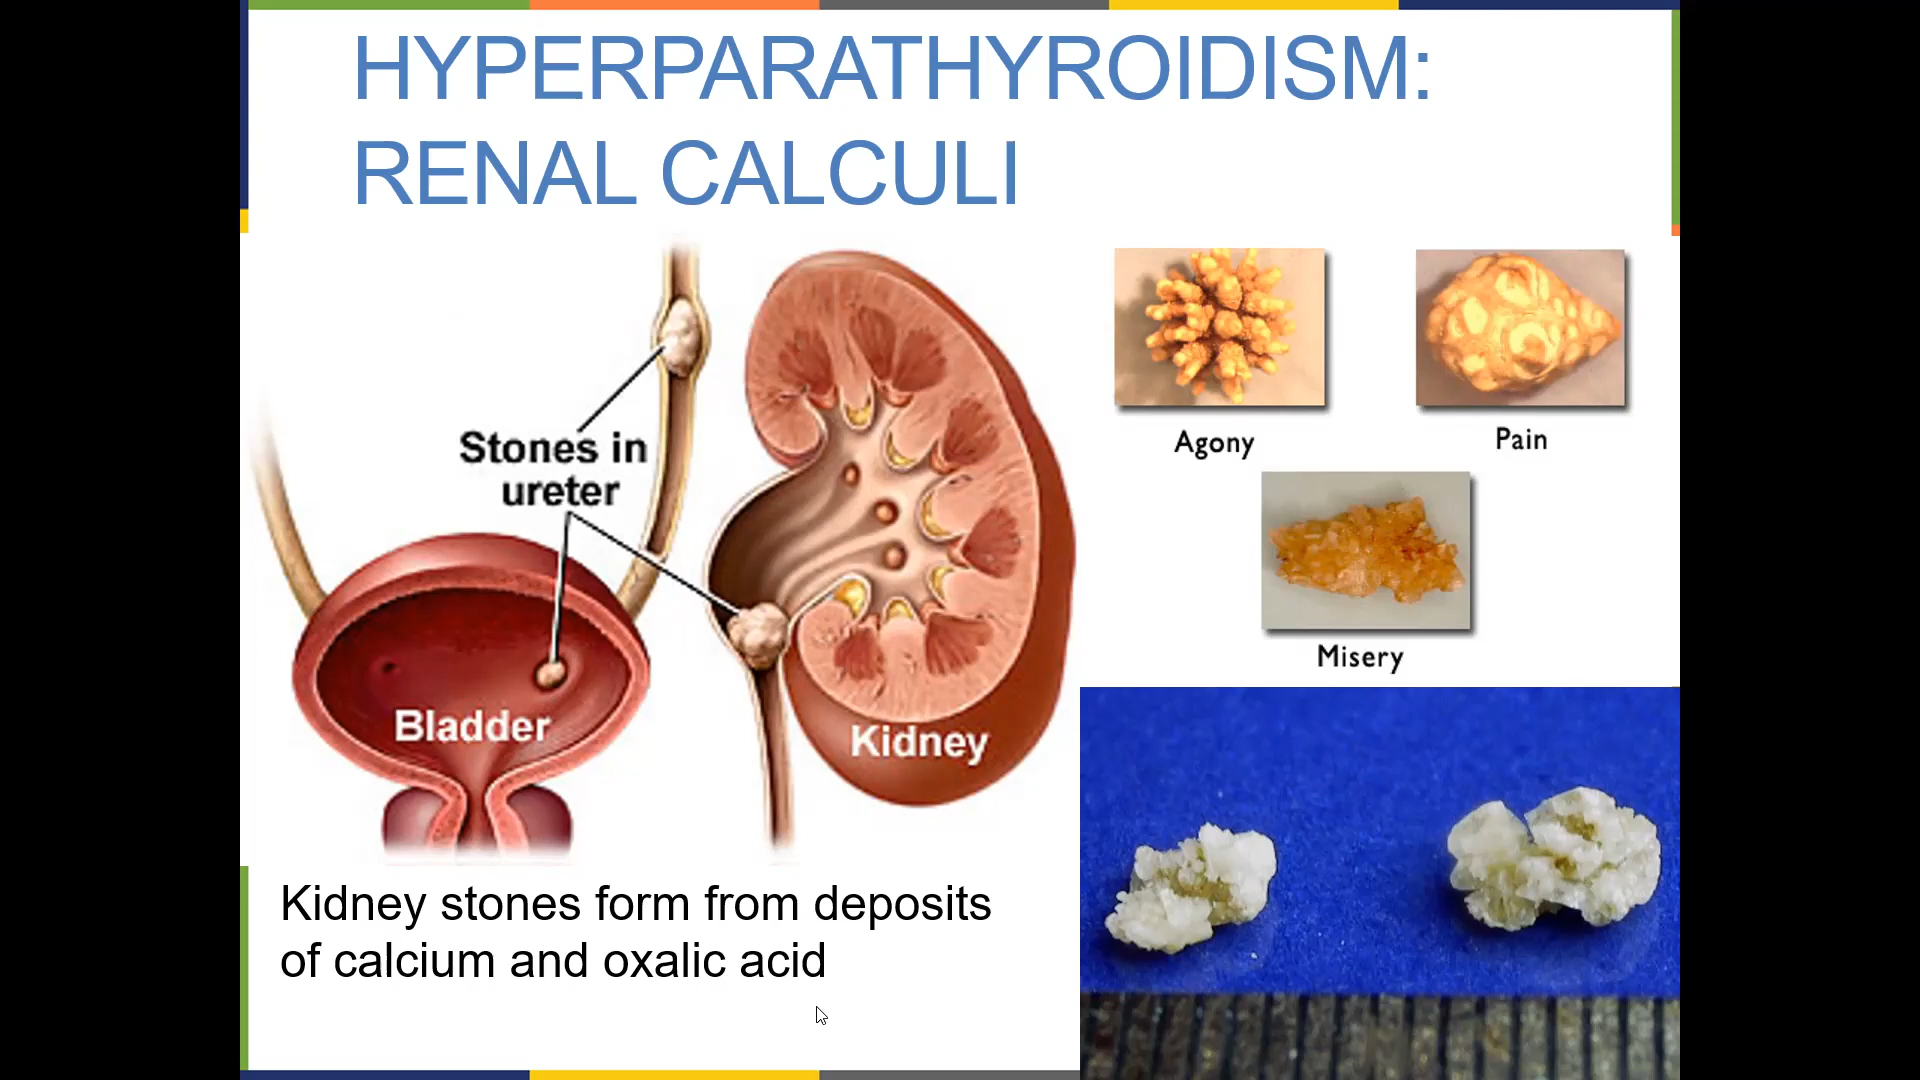 HYPERPARATHYROIDISM:
RENAL CALCULI
Stones in
ureter
Bladder
Kidney
Agony
Pain
Misery
Kidney stones form from deposits
of calcium and oxalic acid